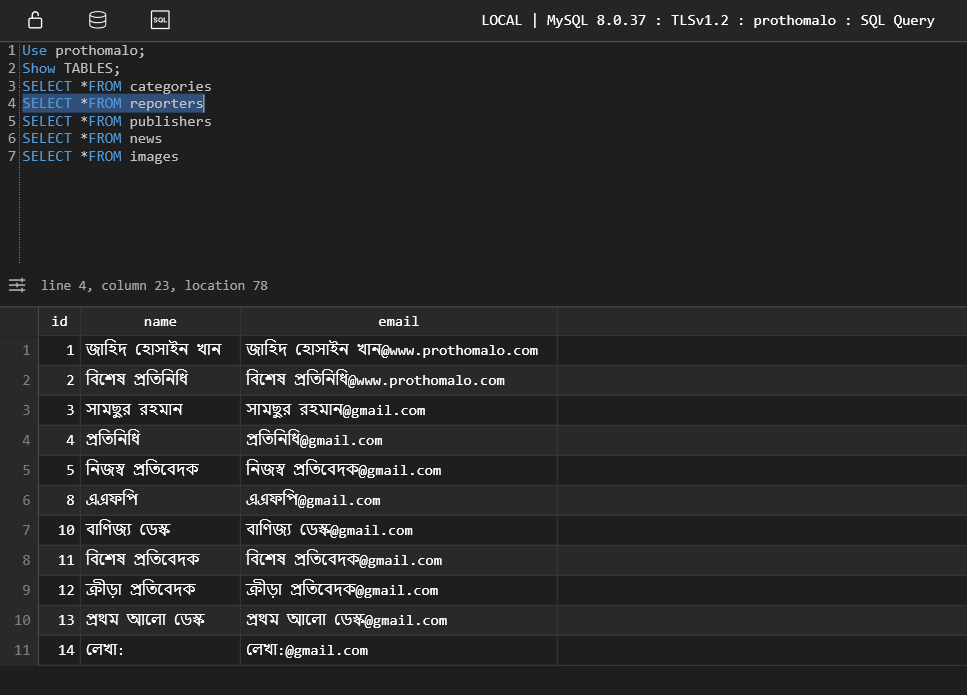 SQL
LOCAL | MySQL 8.0.37 : TLSv1.2 : prothomalo : SQL Query
1 Use prothomalo;
2 Show TABLES;
3 SELECT *FROM categories
4 SELECT *FROM reporters
5 SELECT *FROM publishers
6 SELECT *FROM news
7 SELECT *FROM images
line 4, column 23, location 78
id name email
1 1 জাহিদ হোসাইন খান জাহিদ হোসাইন খান@www.prothomalo.com
2 2 বিশেষ প্রতিনিধি বিশেষ প্রতিনিধি@www.prothomalo.com
3 3 সামছুর রহমান সামছুর রহমান@gmail.com
4 4 প্রতিনিধি প্রতিনিধি@gmail.com
5 5 নিজস্ব প্রতিবেদক নিজস্ব প্রতিবেদক@gmail.com
6 8 এএফপি এএফপি@gmail.com
7 10 বাণিজ্য ডেস্ক বাণিজ্য ডেস্ক@gmail.com
8 11 বিশেষ প্রতিবেদক বিশেষ প্রতিবেদক@gmail.com
9 12 ক্রীড়া প্রতিবেদক ক্রীড়া প্রতিবেদক@gmail.com
10 13 প্রথম আলো ডেস্ক প্রথম আলো ডেস্ক@gmail.com
11 14 লেখা: লেখা:@gmail.com